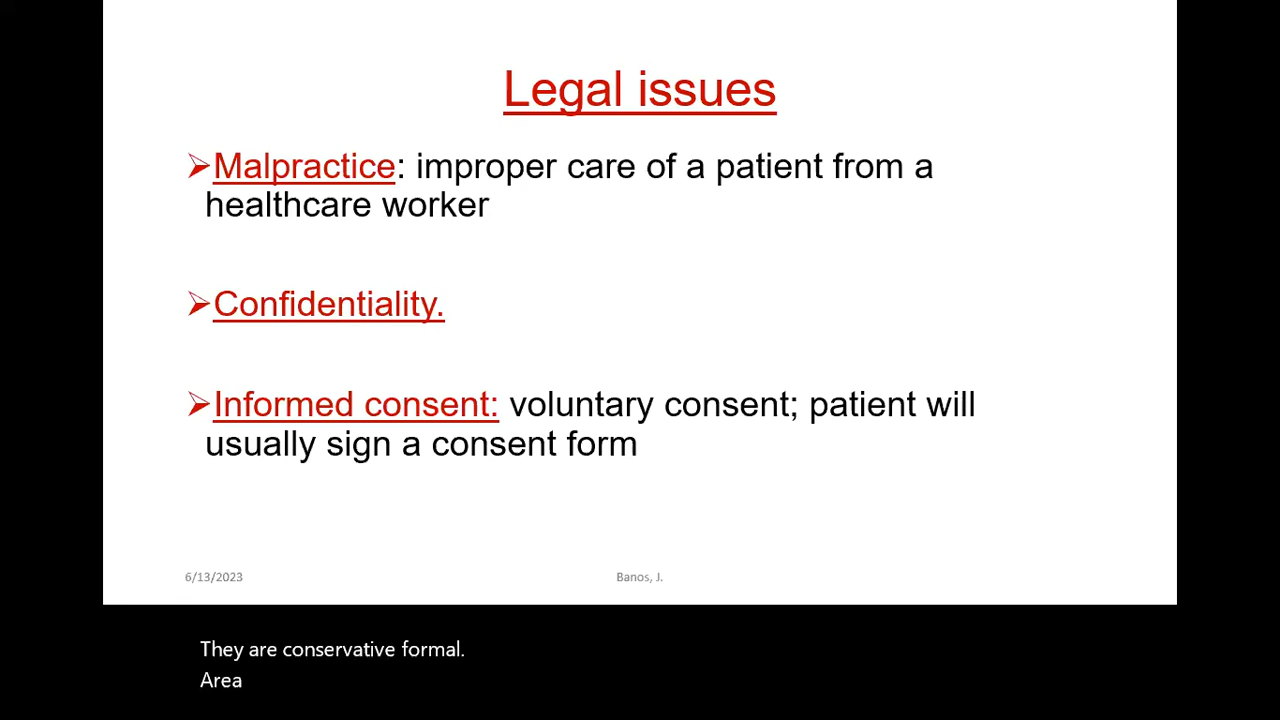 Legal issues
➢Malpractice: improper care of a patient from a
healthcare worker
➢Confidentiality.
➢Informed consent: voluntary consent; patient will
usually sign a consent form
6/13/2023
Banos, J.
They are conservative formal.
Area